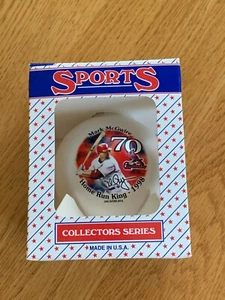 SPORTS
Mark McGwire
70
Home Run King
1998
COLLECTORS SERIES
MADE IN U.S.A.